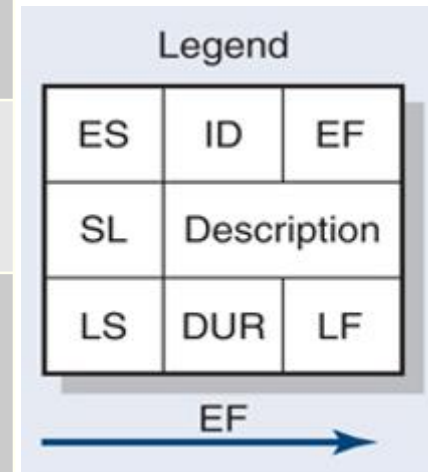 Legend
ES ID EF
SL Description
LS DUR LF
EF